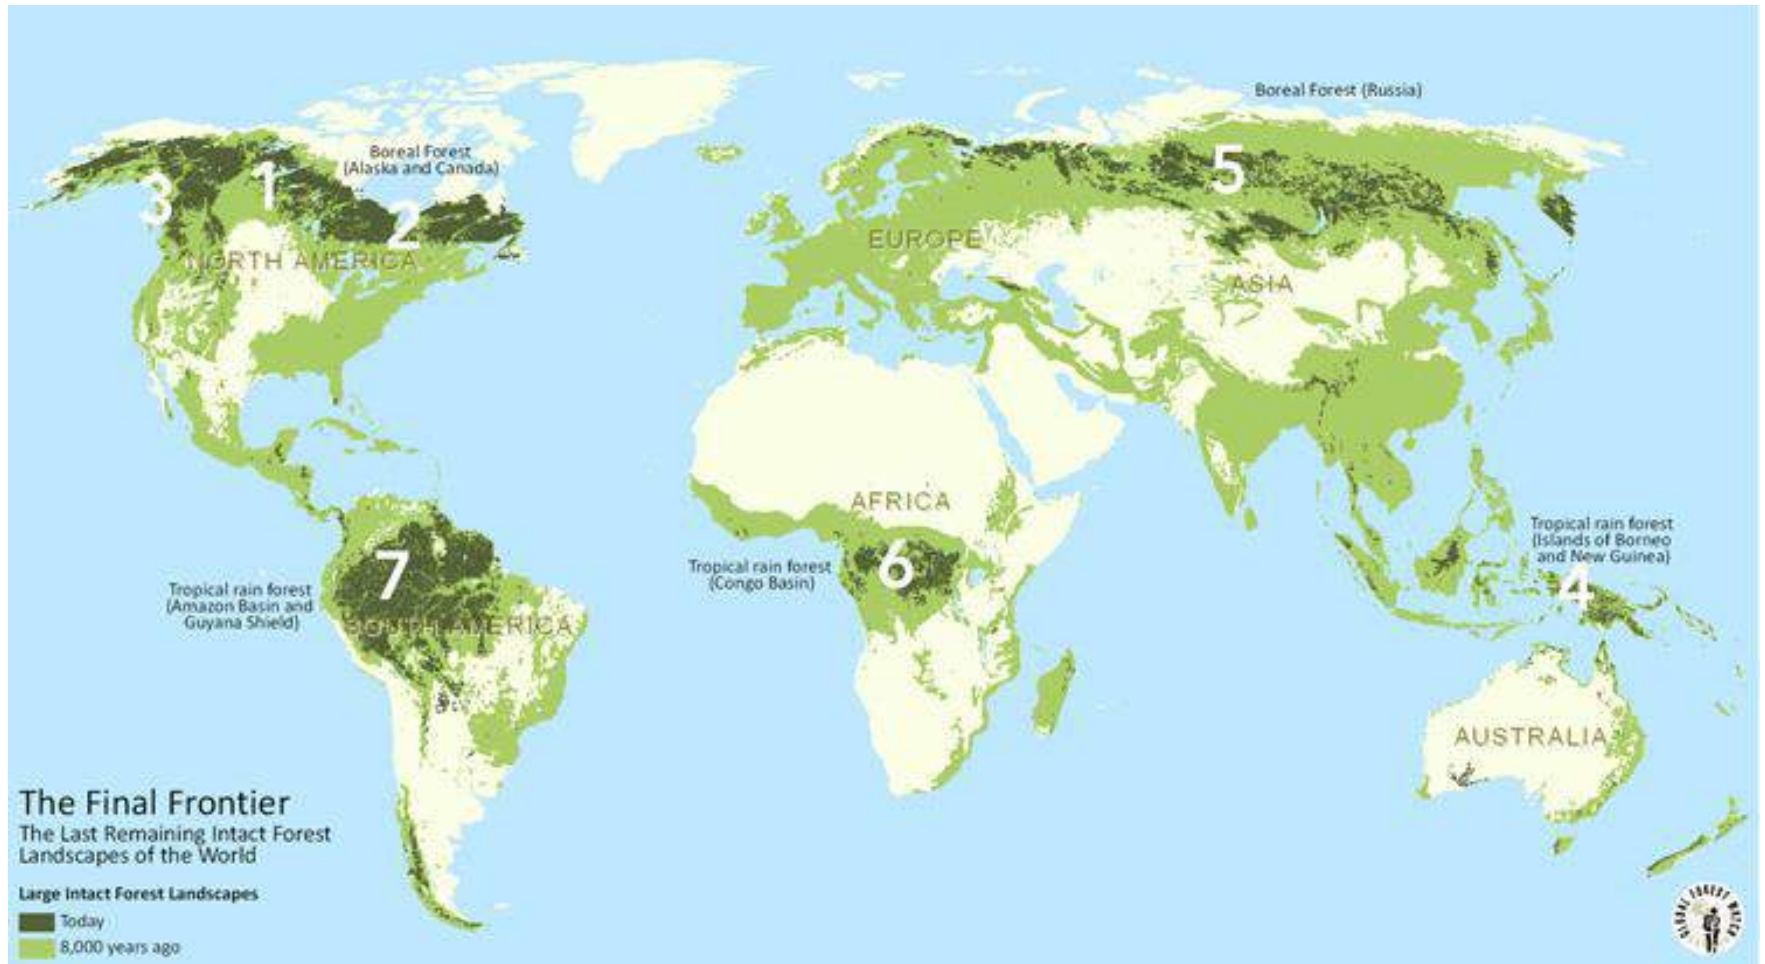 Boreal Forest (Russia)
Boreal Forest
(Alaska and Canada)
3
1
2
5
NORTH AMERICA
EUROPE
ASIA
AFRICA
Tropical rain forest
(Islands of Borneo
and New Guinea)
4
Tropical rain forest
(Congo Basin)
6
7
Tropical rain forest
(Amazon Basin and
Guyana Shield)
SOUTH AMERICA
AUSTRALIA
The Final Frontier
The Last Remaining Intact Forest
Landscapes of the World
Large Intact Forest Landscapes
Today
8,000 years ago
GLOBAL FOREST WATCH